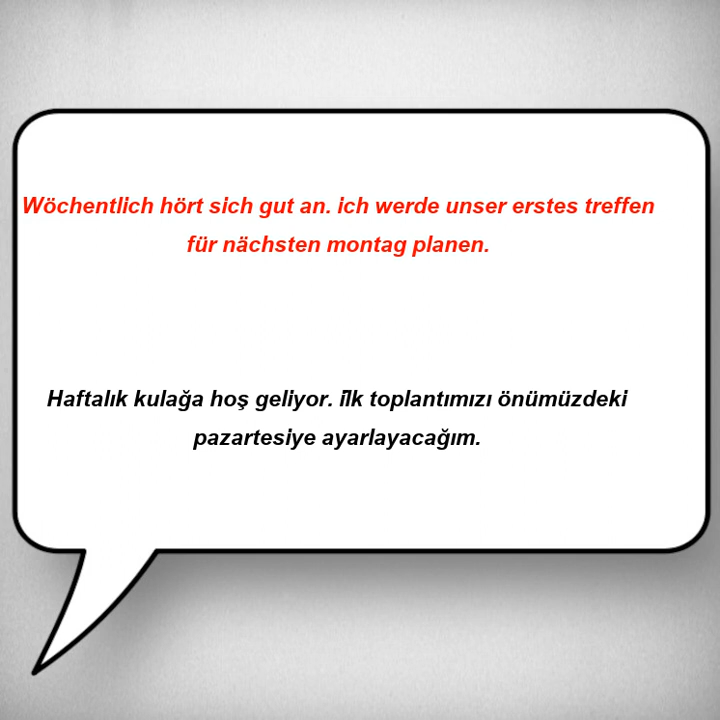 Wöchentlich hört sich gut an. ich werde unser erstes treffen
für nächsten montag planen.
Haftalık kulağa hoş geliyor. i̇lk toplantımızı önümüzdeki
pazartesiye ayarlayacağım.